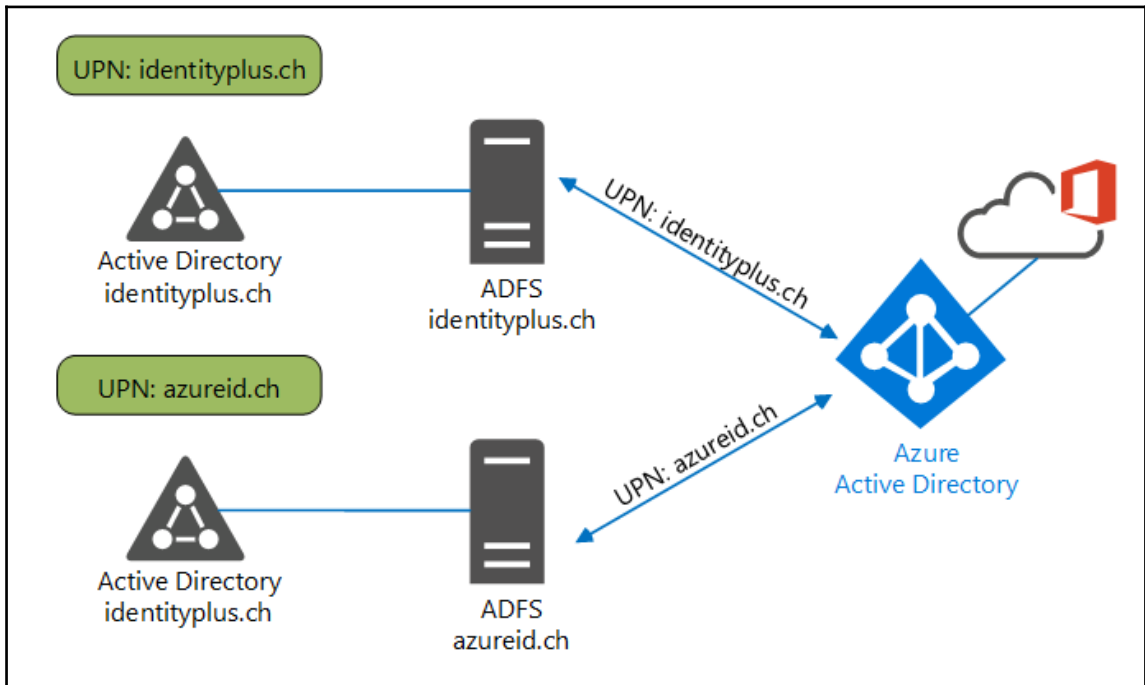 UPN: identityplus.ch
Active Directory
identityplus.ch
ADFS
identityplus.ch
UPN: identityplus.ch
UPN: azureid.ch
Active Directory
identityplus.ch
ADFS
azureid.ch
UPN: azureid.ch
Azure
Active Directory